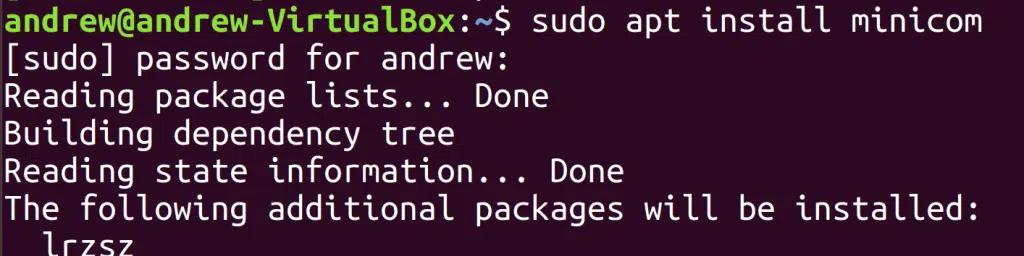 andrew@andrew-VirtualBox:~$ sudo apt install minicom
[sudo] password for andrew:
Reading package lists... Done
Building dependency tree
Reading state information... Done
The following additional packages will be installed:
  lrzsz